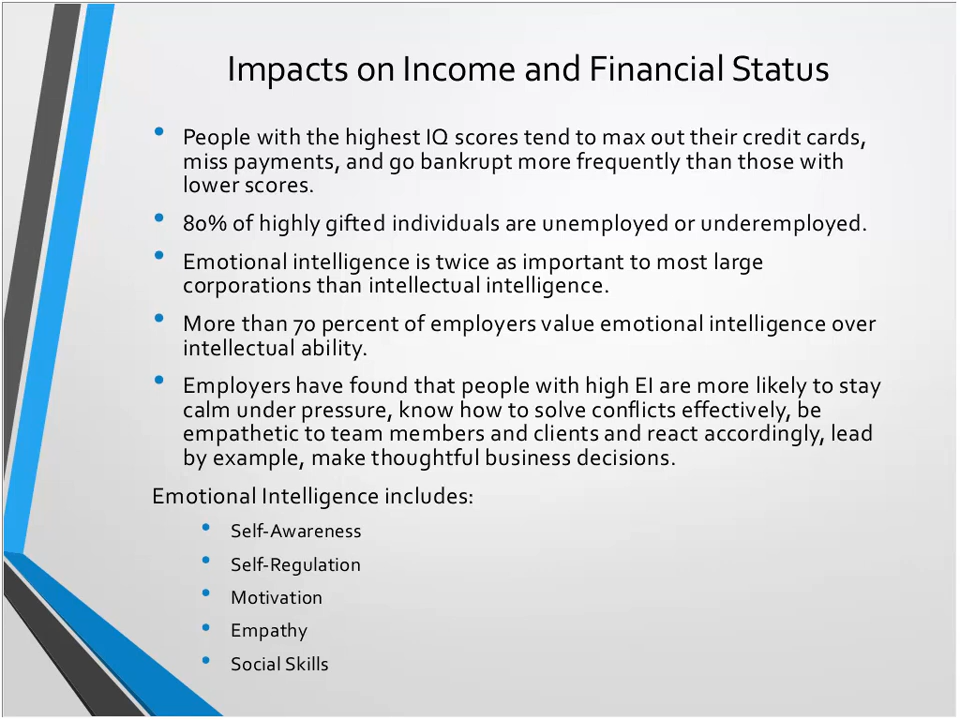 Impacts on Income and Financial Status
• People with the highest IQ scores tend to max out their credit cards,
miss payments, and go bankrupt more frequently than those with
lower scores.
• 80% of highly gifted individuals are unemployed or underemployed.
• Emotional intelligence is twice as important to most large
corporations than intellectual intelligence.
• More than 70 percent of employers value emotional intelligence over
intellectual ability.
• Employers have found that people with high EI are more likely to stay
calm under pressure, know how to solve conflicts effectively, be
empathetic to team members and clients and react accordingly, lead
by example, make thoughtful business decisions.
Emotional Intelligence includes:
• Self-Awareness
• Self-Regulation
• Motivation
• Empathy
• Social Skills